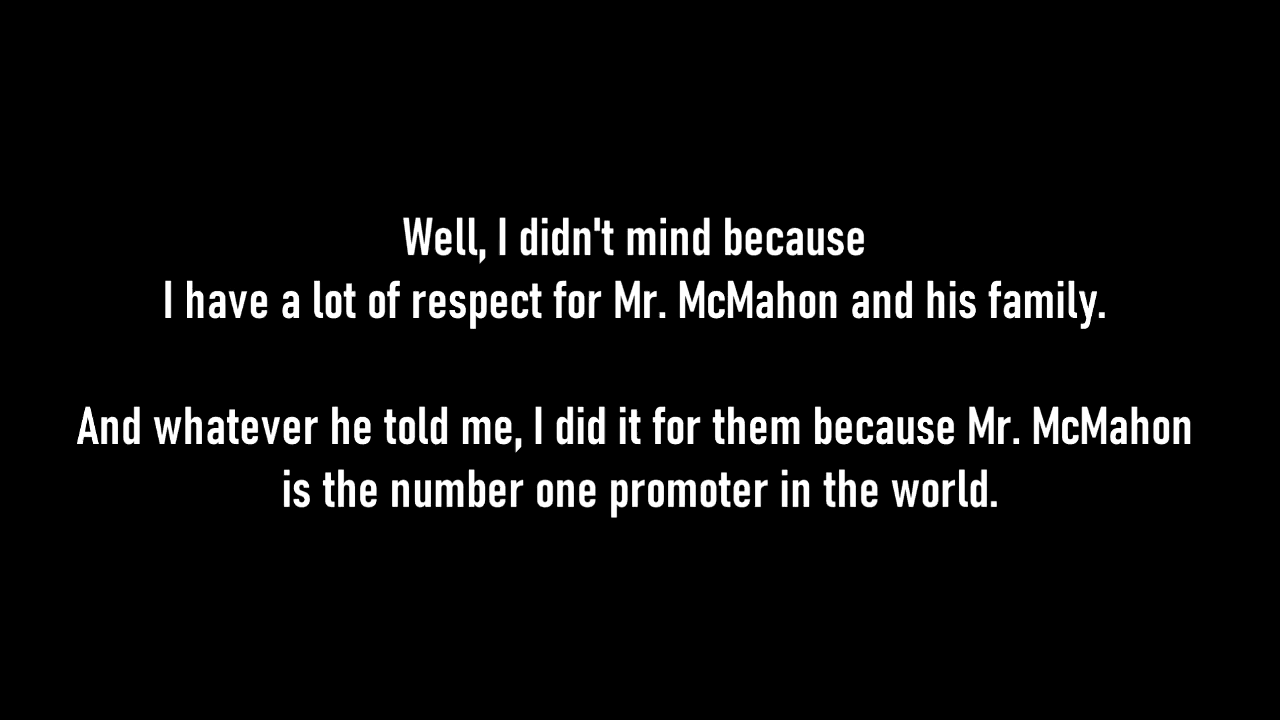 Well, I didn't mind because
I have a lot of respect for Mr. McMahon and his family.
And whatever he told me, I did it for them because Mr. McMahon
is the number one promoter in the world.